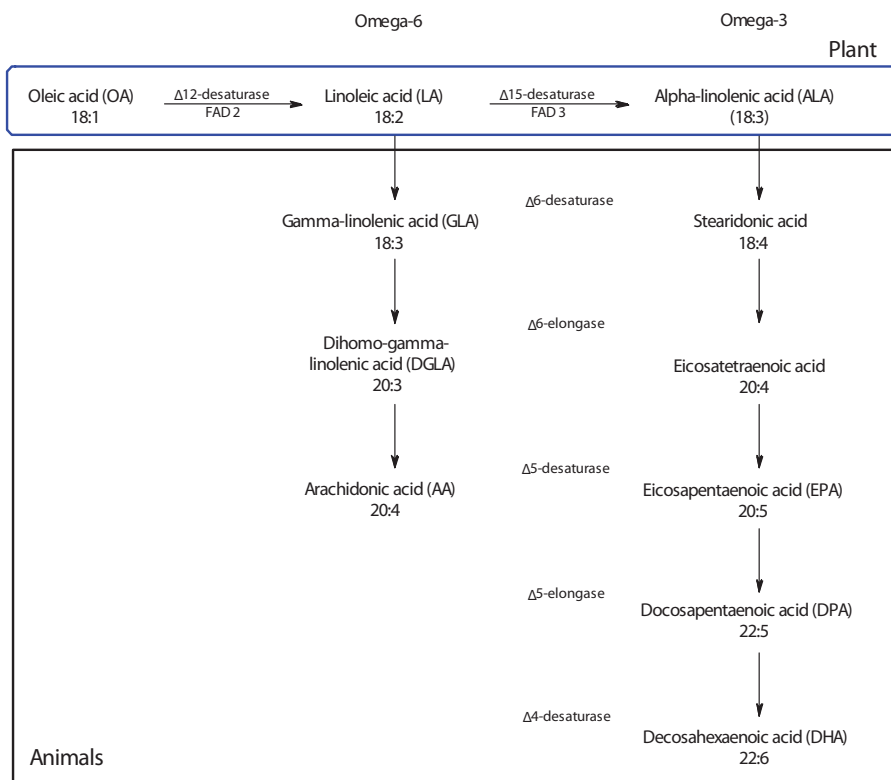 Omega-6
Omega-3
Plant
Oleic acid (OA)
18:1
Δ12-desaturase
FAD 2
Linoleic acid (LA)
18:2
Δ15-desaturase
FAD 3
Alpha-linolenic acid (ALA)
(18:3)
Δ6-desaturase
Gamma-linolenic acid (GLA)
18:3
Stearidonic acid
18:4
Δ6-elongase
Dihomo-gamma-
linolenic acid (DGLA)
20:3
Eicosatetraenoic acid
20:4
Δ5-desaturase
Arachidonic acid (AA)
20:4
Eicosapentaenoic acid (EPA)
20:5
Δ5-elongase
Docosapentaenoic acid (DPA)
22:5
Δ4-desaturase
Decosahexaenoic acid (DHA)
22:6
Animals